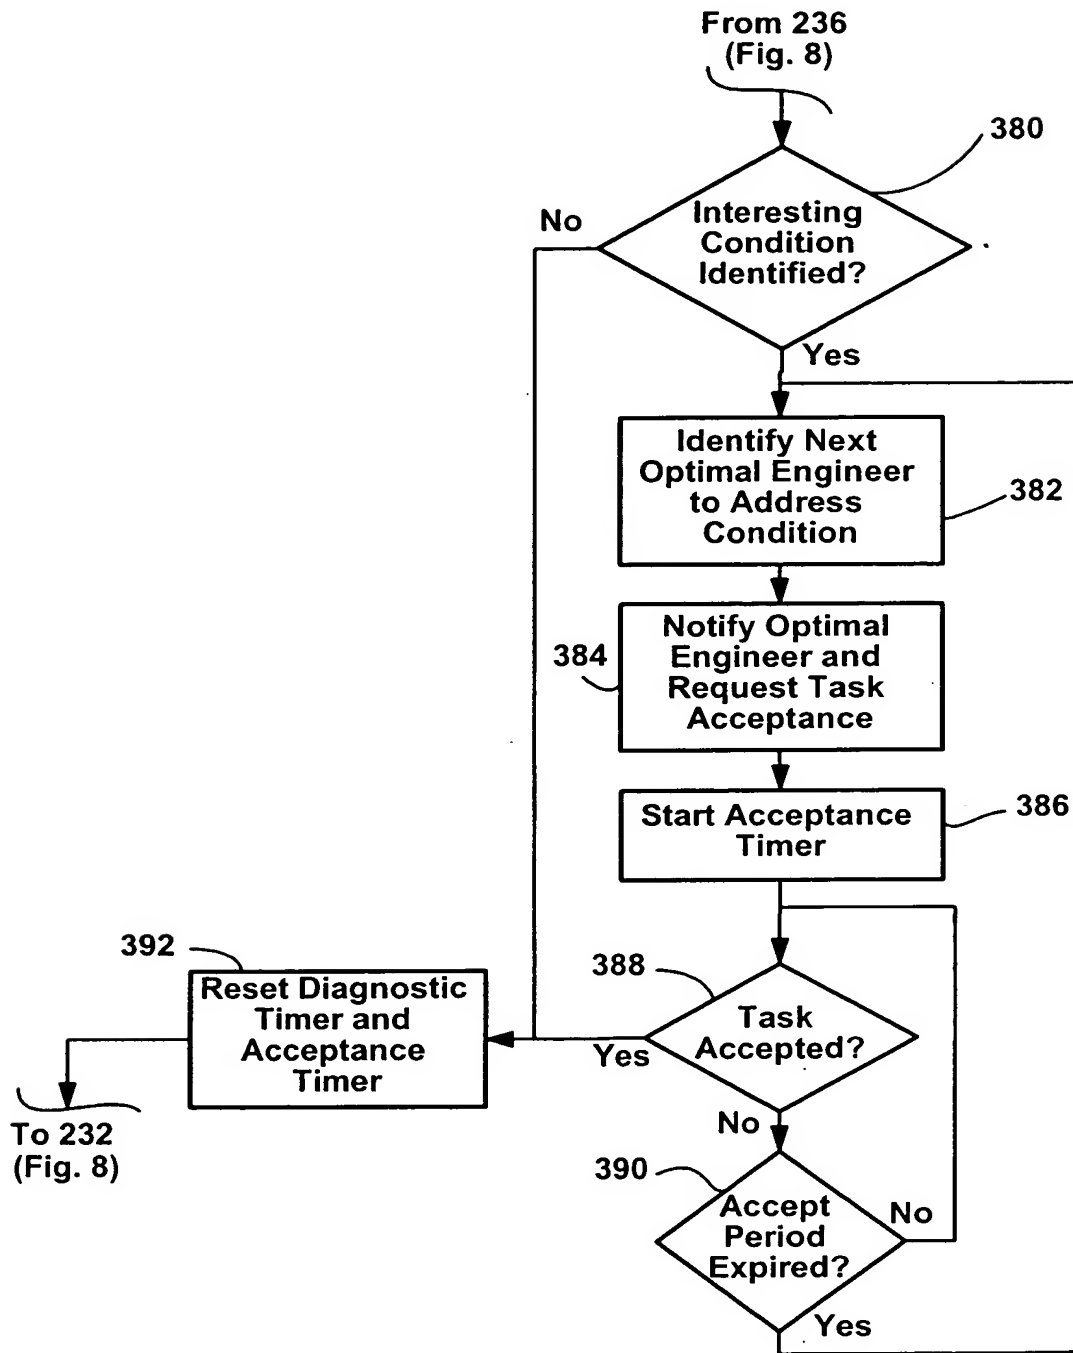 From 236
(Fig. 8)
380
Interesting
Condition
Identified?
No
Yes
Identify Next
Optimal Engineer
to Address
Condition
382
Notify Optimal
Engineer and
Request Task
Acceptance
384
Start Acceptance
Timer
386
388
Task
Accepted?
Yes
No
392
Reset Diagnostic
Timer and
Acceptance
Timer
To 232
(Fig. 8)
390
Accept
Period
Expired?
No
Yes